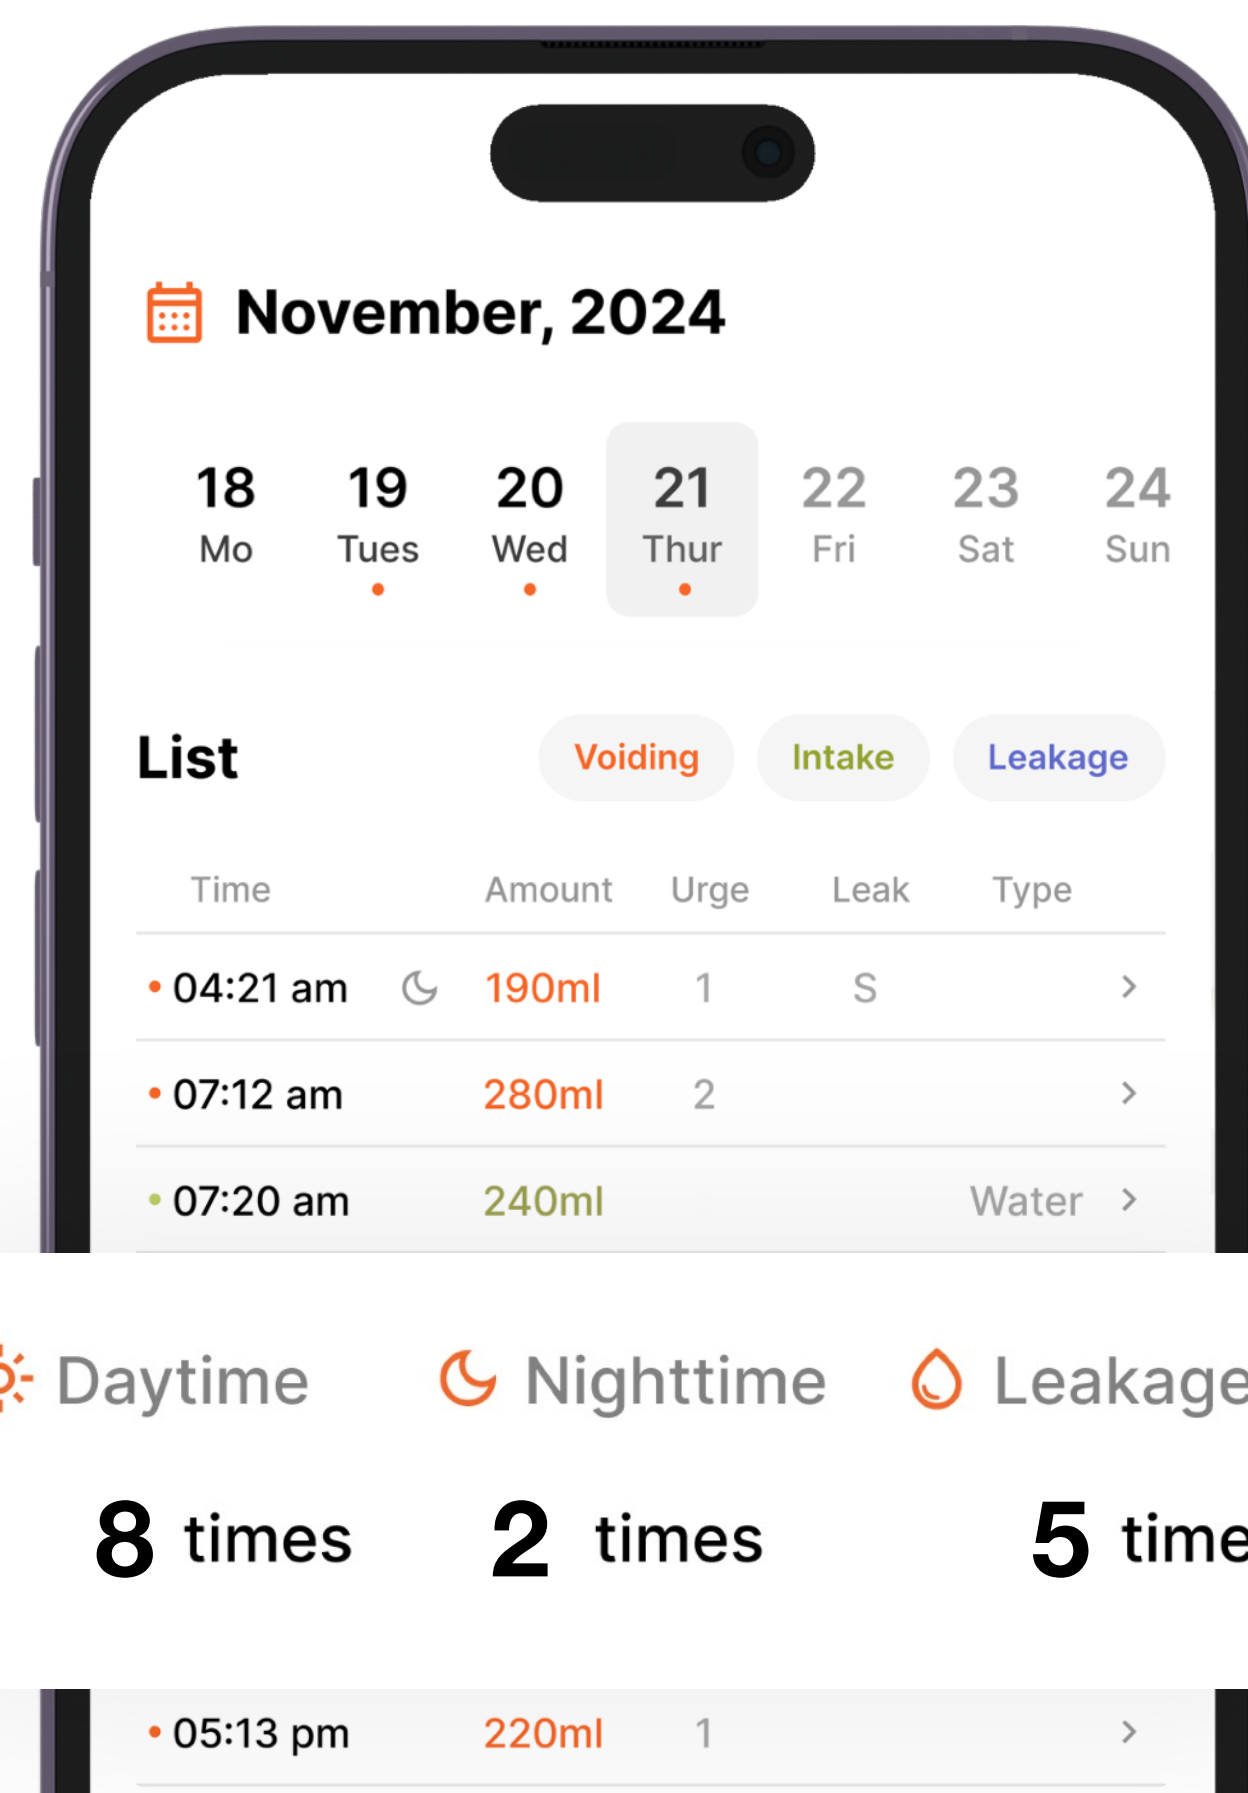 November, 2024
18 19 20 21 22 23 24
Mo Tues Wed Thur Fri Sat Sun
List Voiding Intake Leakage
Time Amount Urge Leak Type
04:21 am 190ml 1 S
07:12 am 280ml 2
07:20 am 240ml Water
Daytime Nighttime Leakage
8 times 2 times 5 time
05:13 pm 220ml 1